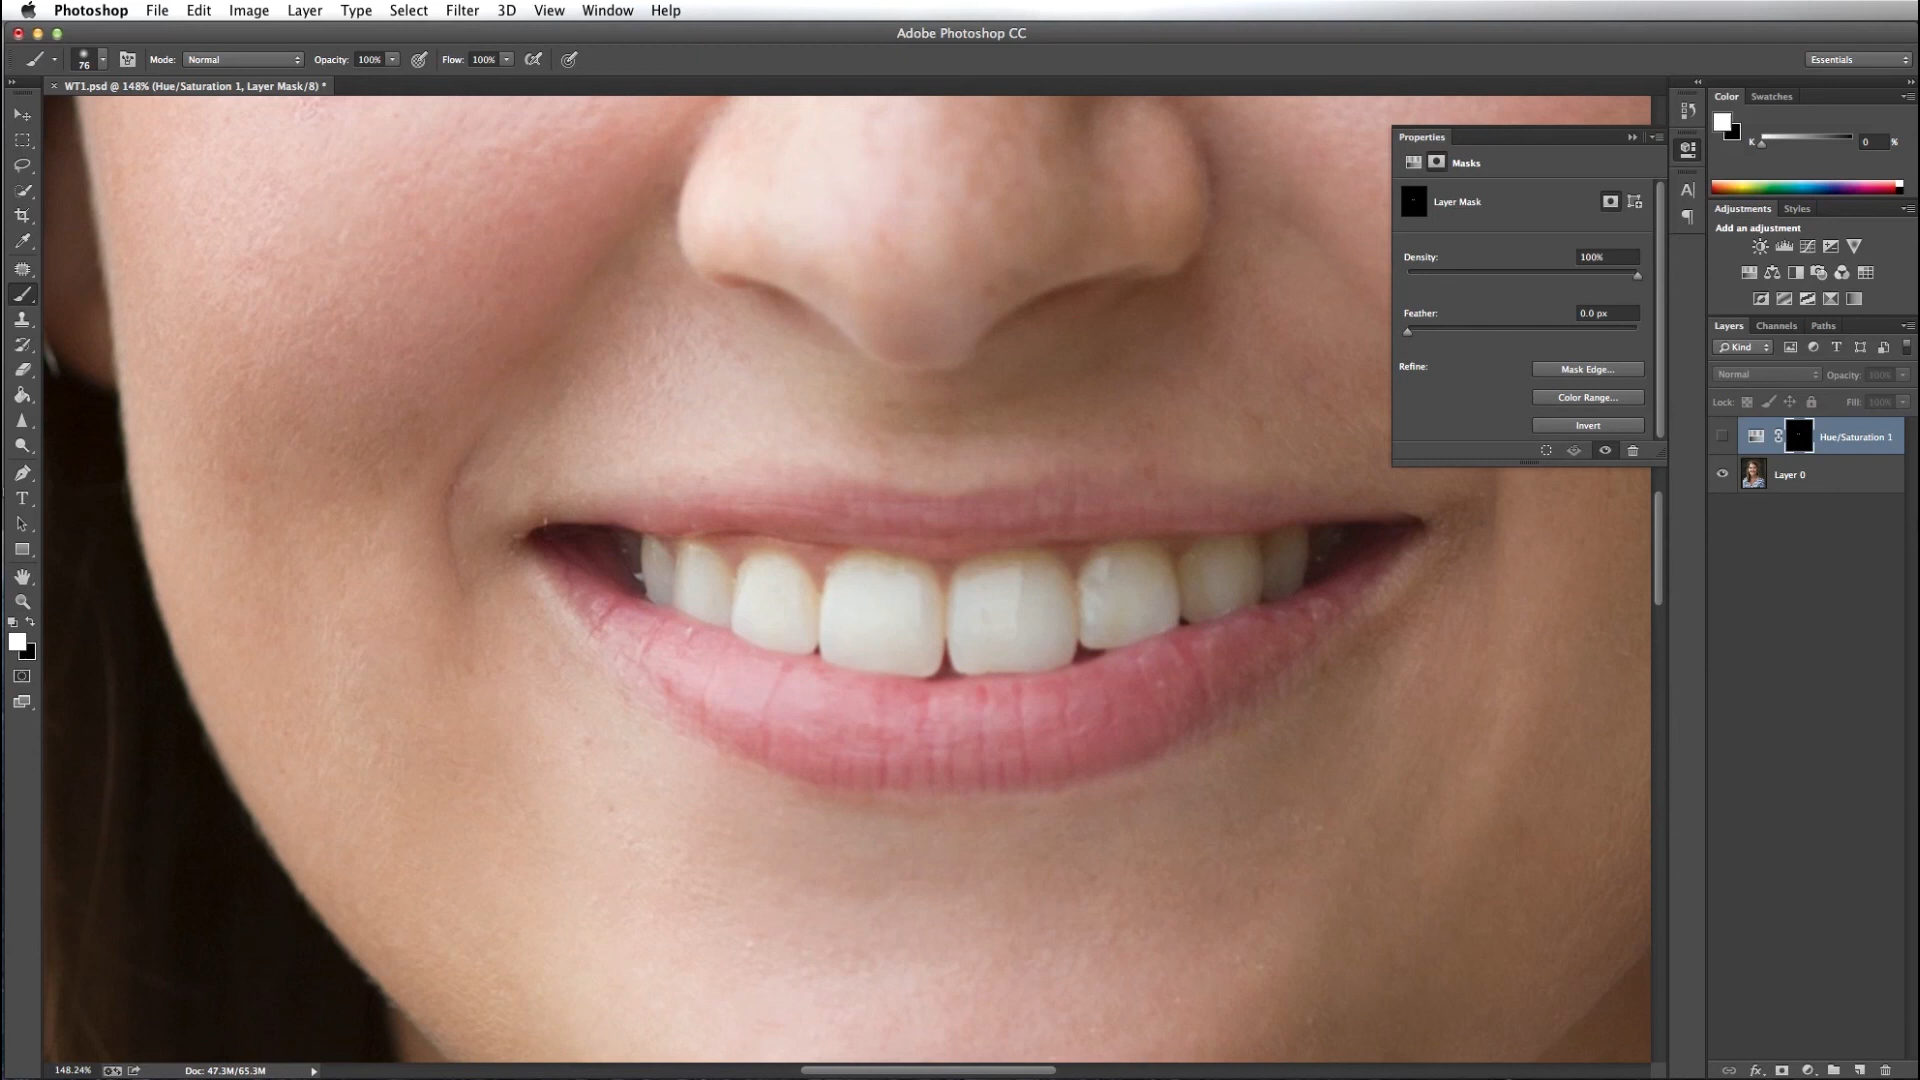 Photoshop File Edit Image Layer Type Select Filter 3D View Window Help
Adobe Photoshop CC
76 Mode: Normal Opacity: 100% Flow: 100% Essentials
× WT1.psd @ 148% (Hue/Saturation 1, Layer Mask/8) *
Color Swatches
K 0 %
Properties
Masks
Layer Mask
Density: 100%
Feather: 0.0 px
Refine:
Mask Edge...
Color Range...
Invert
Adjustments Styles
Add an adjustment
Layers Channels Paths
Kind
Normal Opacity: 100%
Lock: Fill: 100%
Hue/Saturation 1
Layer 0
148.24% Doc: 47.3M/65.3M